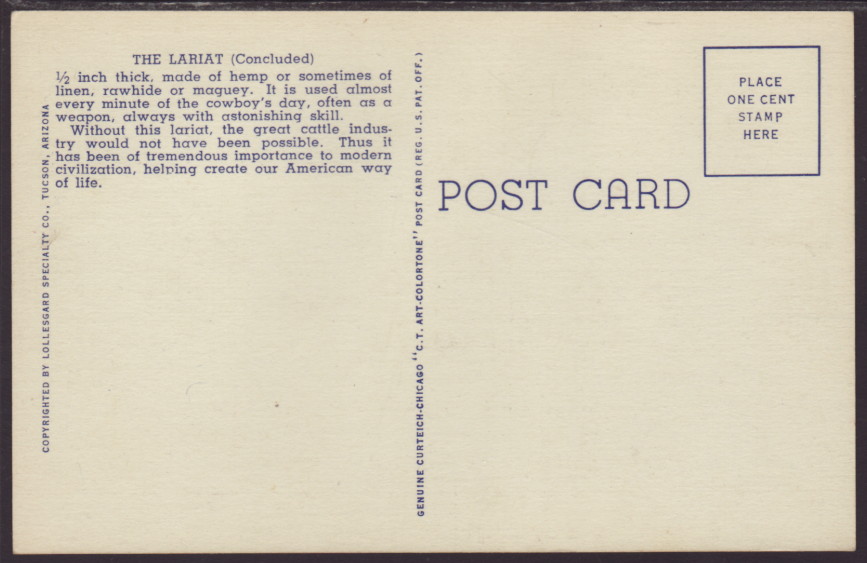 THE LARIAT (Concluded)
½ inch thick, made of hemp or sometimes of
linen, rawhide or maguey. It is used almost
every minute of the cowboy's day, often as a
weapon, always with astonishing skill.
Without this lariat, the great cattle indus-
try would not have been possible. Thus it
has been of tremendous importance to modern
civilization, helping create our American way
of life.
COPYRIGHTED BY LOLLESGARD SPECIALTY CO., TUCSON, ARIZONA
GENUINE CURTEICH-CHICAGO "C.T. ART-COLORTONE" POST CARD (REG. U.S. PAT. OFF.)
POST CARD
PLACE
ONE CENT
STAMP
HERE